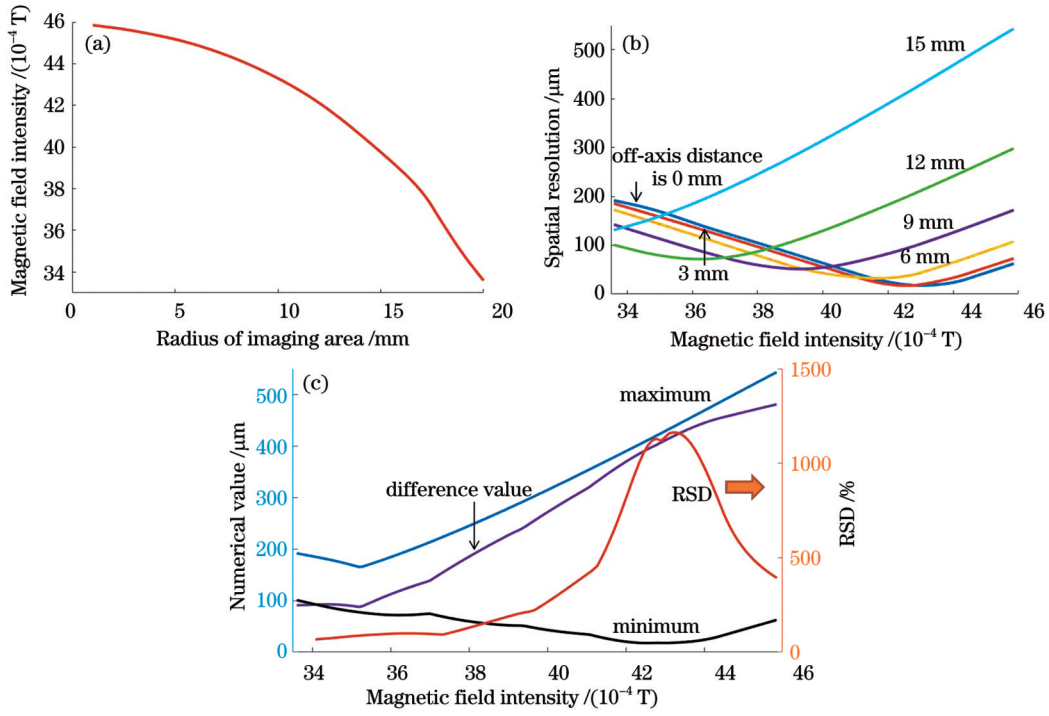 (a)
Magnetic field intensity /(10⁻⁴ T)
46
44
42
40
38
36
34
0 5 10 15 20
Radius of imaging area /mm
(b)
Spatial resolution /μm
500
400
300
200
100
0
15 mm
12 mm
9 mm
6 mm
off-axis distance
is 0 mm
3 mm
34 36 38 40 42 44 46
Magnetic field intensity /(10⁻⁴ T)
(c)
Numerical value /μm
500
400
300
200
100
0
maximum
difference value
RSD
minimum
1500
1000
500
0
RSD /%
34 36 38 40 42 44 46
Magnetic field intensity /(10⁻⁴ T)